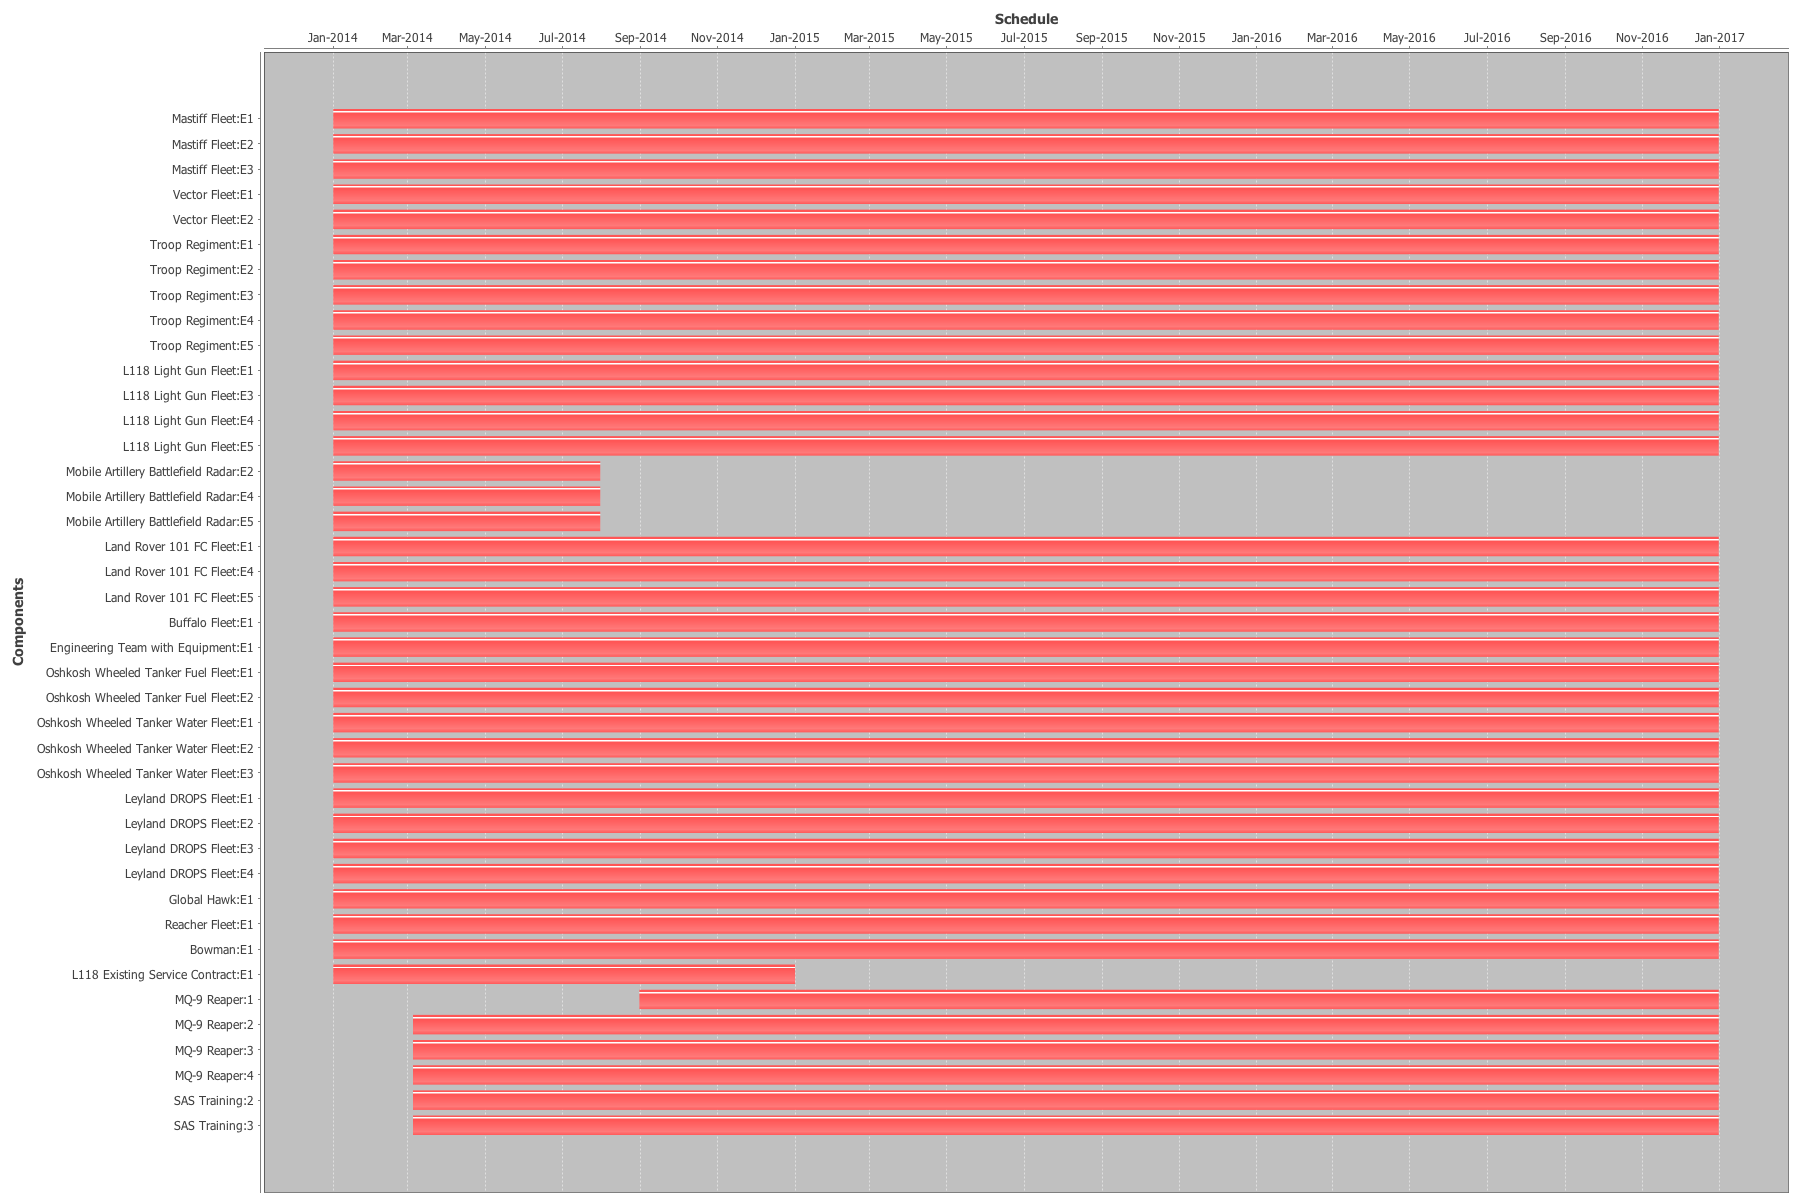 Schedule
Jan-2014 Mar-2014 May-2014 Jul-2014 Sep-2014 Nov-2014 Jan-2015 Mar-2015 May-2015 Jul-2015 Sep-2015 Nov-2015 Jan-2016 Mar-2016 May-2016 Jul-2016 Sep-2016 Nov-2016 Jan-2017
Components
Mastiff Fleet:E1
Mastiff Fleet:E2
Mastiff Fleet:E3
Vector Fleet:E1
Vector Fleet:E2
Troop Regiment:E1
Troop Regiment:E2
Troop Regiment:E3
Troop Regiment:E4
Troop Regiment:E5
L118 Light Gun Fleet:E1
L118 Light Gun Fleet:E3
L118 Light Gun Fleet:E4
L118 Light Gun Fleet:E5
Mobile Artillery Battlefield Radar:E2
Mobile Artillery Battlefield Radar:E4
Mobile Artillery Battlefield Radar:E5
Land Rover 101 FC Fleet:E1
Land Rover 101 FC Fleet:E4
Land Rover 101 FC Fleet:E5
Buffalo Fleet:E1
Engineering Team with Equipment:E1
Oshkosh Wheeled Tanker Fuel Fleet:E1
Oshkosh Wheeled Tanker Fuel Fleet:E2
Oshkosh Wheeled Tanker Water Fleet:E1
Oshkosh Wheeled Tanker Water Fleet:E2
Oshkosh Wheeled Tanker Water Fleet:E3
Leyland DROPS Fleet:E1
Leyland DROPS Fleet:E2
Leyland DROPS Fleet:E3
Leyland DROPS Fleet:E4
Global Hawk:E1
Reacher Fleet:E1
Bowman:E1
L118 Existing Service Contract:E1
MQ-9 Reaper:1
MQ-9 Reaper:2
MQ-9 Reaper:3
MQ-9 Reaper:4
SAS Training:2
SAS Training:3